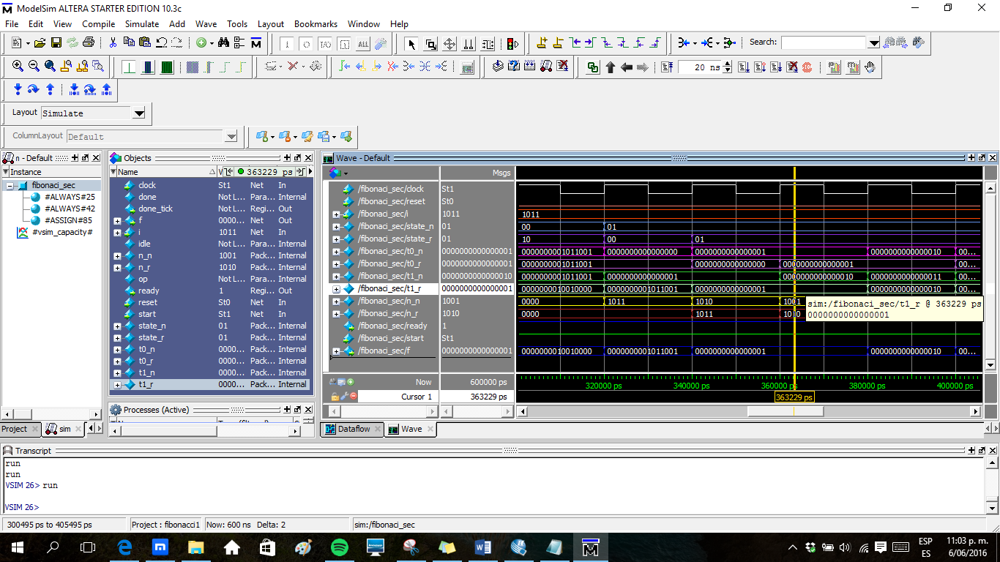 ModelSim ALTERA STARTER EDITION 10.3c
File Edit View Compile Simulate Add Wave Tools Layout Bookmarks Window Help
Search:
20 ns
Layout Simulate
ColumnLayout Default
n - Default
Instance
fibonaci_sec
#ALWAYS#25
#ALWAYS#42
#ASSIGN#85
#vsim_capacity#
Project sim
Objects
Name V 363229 ps
clock St1 Net In
done Not L... Para... Internal
done_tick Not L... Regi... Out
f 0000... Net Out
i 1011 Net In
idle Not L... Para... Internal
n_n 1001 Pack... Internal
n_r 1010 Pack... Internal
op Not L... Para... Internal
ready 1 Regi... Out
reset St0 Net In
start St1 Net In
state_n 01 Pack... Internal
state_r 01 Pack... Internal
t0_n 0000... Pack... Internal
t0_r 0000... Pack... Internal
t1_n 0000... Pack... Internal
t1_r 0000... Pack... Internal
Processes (Active)
Wave - Default
Msgs
/fibonaci_sec/clock St1
/fibonaci_sec/reset St0
/fibonaci_sec/i 1011 1011
/fibonaci_sec/state_n 01 00 01
/fibonaci_sec/state_r 01 10 00 01
/fibonaci_sec/t0_n 0000000000000001 0000000001011001 0000000000000000 0000000000000001 0000000000000010 00...
/fibonaci_sec/t0_r 0000000000000001 0000000001011001 0000000000000000 0000000000000001 00...
/fibonaci_sec/t1_n 0000000000000010 0000000001011001 0000000000000001 0000000000000010 0000000000000011 00...
/fibonaci_sec/t1_r 0000000000000001 0000000010010000 0000000001011001 0000000000000001 0000000000000010 00...
/fibonaci_sec/n_n 1001 0000 1011 1010 1001
/fibonaci_sec/n_r 1010 0000 1011 1010
sim:/fibonaci_sec/t1_r @ 363229 ps
0000000000000001
/fibonaci_sec/ready 1
/fibonaci_sec/start St1
/fibonaci_sec/f 0000000000000001 0000000010010000 0000000001011001 0000000000000001 0000000000000010 00...
Now 600000 ps 320000 ps 340000 ps 360000 ps 380000 ps 400000 ps
Cursor 1 363229 ps 363229 ps
Dataflow Wave
Transcript
run
run
VSIM 26> run
VSIM 26>
300495 ps to 405495 ps Project : fibonacci1 Now: 600 ns Delta: 2 sim:/fibonaci_sec
ESP 11:03 p. m.
ES 6/06/2016